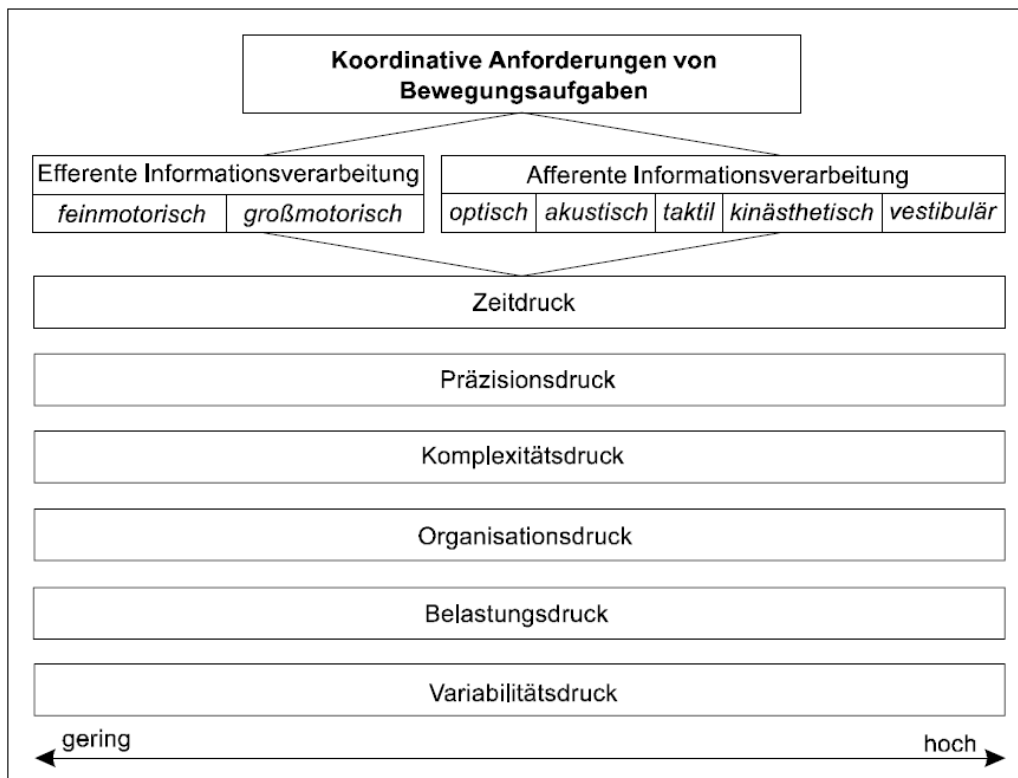 Koordinative Anforderungen von
Bewegungsaufgaben
Efferente Informationsverarbeitung
feinmotorisch
großmotorisch
Afferente Informationsverarbeitung
optisch
akustisch
taktil
kinästhetisch
vestibulär
Zeitdruck
Präzisionsdruck
Komplexitätsdruck
Organisationsdruck
Belastungsdruck
Variabilitätsdruck
gering
hoch